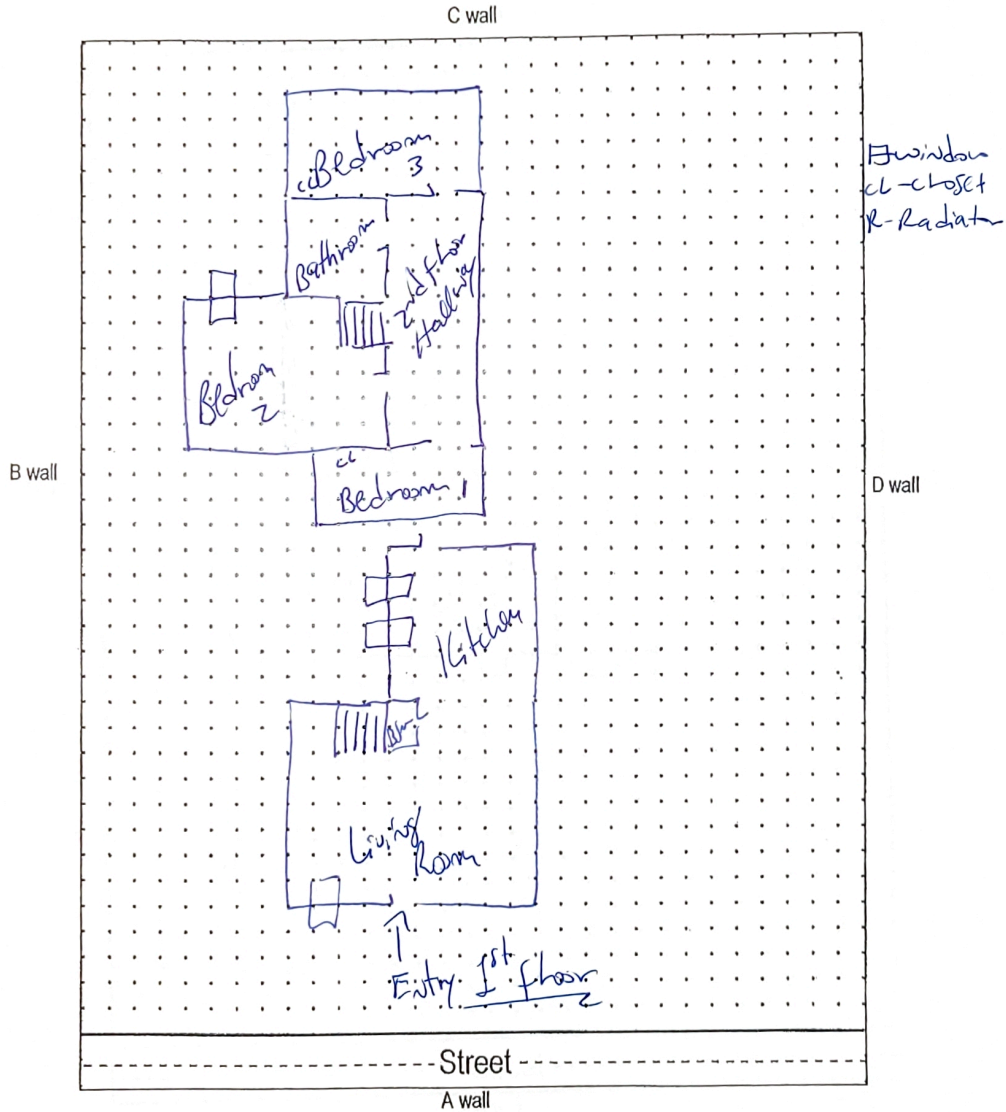 C wall
window
CL-Closet
R-Radiator
CL Bedroom
3
Bathroom
2nd floor
Hallway
Bedroom
2
B wall
D wall
CL
Bedroom 1
Kitchen
Living
Room
Entry 1st floor
Street
A wall